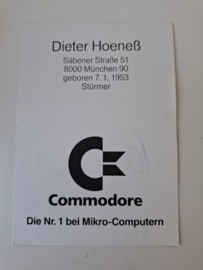 Dieter Hoeneß
Säbener Straße 51
8000 München 90
geboren 7. 1. 1953
Stürmer
Commodore
Die Nr. 1 bei Mikro-Computern